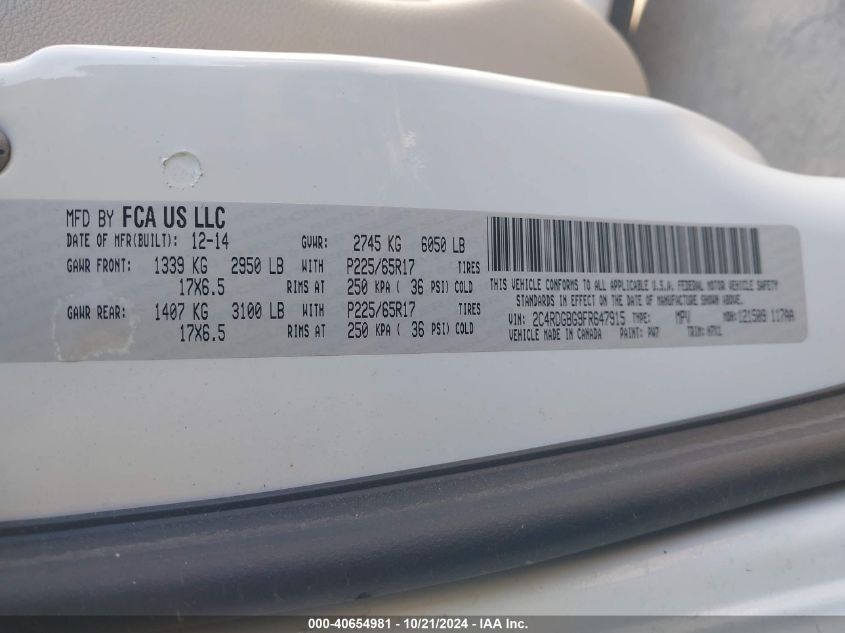 MFD BY FCA US LLC
DATE OF MFR(BUILT): 12-14 GVWR: 2745 KG 6050 LB
GAWR FRONT: 1339 KG 2950 LB WITH P225/65R17 TIRES
17X6.5 RIMS AT 250 KPA ( 36 PSI) COLD
GAWR REAR: 1407 KG 3100 LB WITH P225/65R17 TIRES
17X6.5 RIMS AT 250 KPA ( 36 PSI) COLD
THIS VEHICLE CONFORMS TO ALL APPLICABLE U.S.A. FEDERAL MOTOR VEHICLE SAFETY
STANDARDS IN EFFECT ON THE DATE OF MANUFACTURE SHOWN ABOVE.
VIN: 2C4RDGBG9FR647915 TYPE: MPV MDH: 121509 117AA
VEHICLE MADE IN CANADA PAINT: PW7 TRIM:
000-40654981 - 10/21/2024 - IAA Inc.